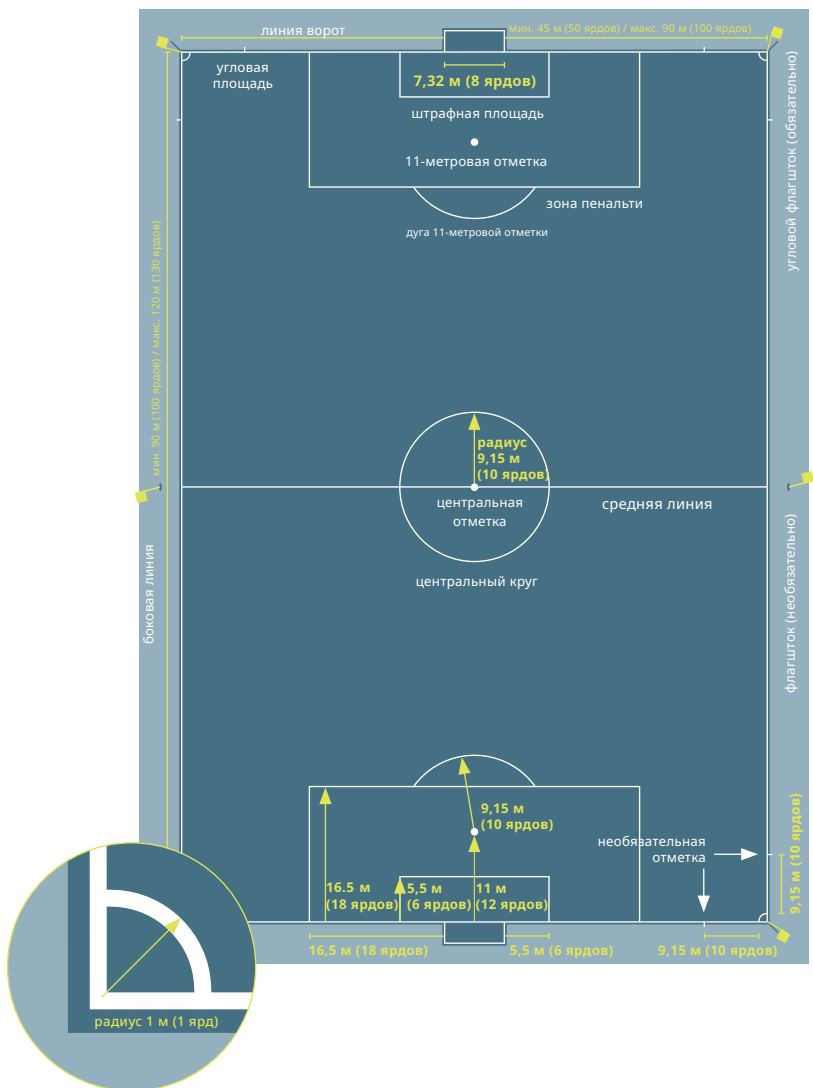 линия ворот
мин. 45 м (50 ярдов) / макс. 90 м (100 ярдов)
угловая
площадь
7,32 м (8 ярдов)
штрафная площадь
11-метровая отметка
зона пенальти
дуга 11-метровой отметки
угловой флагшток (обязательно)
мин. 90 м (100 ярдов) / макс. 120 м (130 ярдов)
радиус
9,15 м
(10 ярдов)
центральная
отметка
средняя линия
центральный круг
боковая линия
флагшток (необязательно)
9,15 м
(10 ярдов)
необязательная
отметка
9,15 м (10 ярдов)
16.5 м
(18 ярдов)
5,5 м
(6 ярдов)
11 м
(12 ярдов)
16,5 м (18 ярдов)
5,5 м (6 ярдов)
9,15 м (10 ярдов)
радиус 1 м (1 ярд)